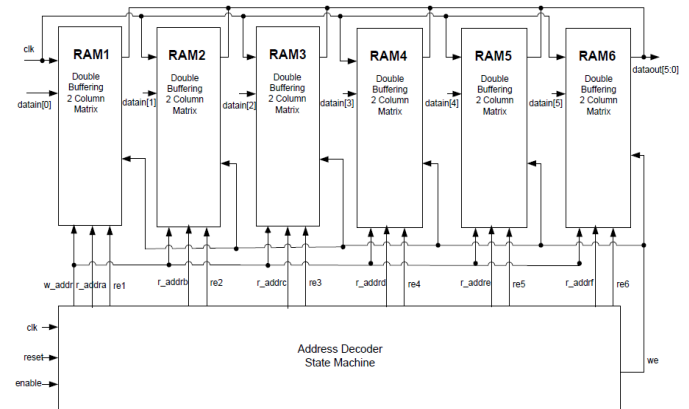 clk
RAM1
RAM2
RAM3
RAM4
RAM5
RAM6
Double
Buffering
2 Column
Matrix
Double
Buffering
2 Column
Matrix
Double
Buffering
2 Column
Matrix
Double
Buffering
2 Column
Matrix
Double
Buffering
2 Column
Matrix
Double
Buffering
2 Column
Matrix
dataout[5:0]
datain[0]
datain[1]
datain[2]
datain[3]
datain[4]
datain[5]
w_addr
r_addra
re1
r_addrb
re2
r_addrc
re3
r_addrd
re4
r_addre
re5
r_addrf
re6
clk
reset
enable
Address Decoder
State Machine
we